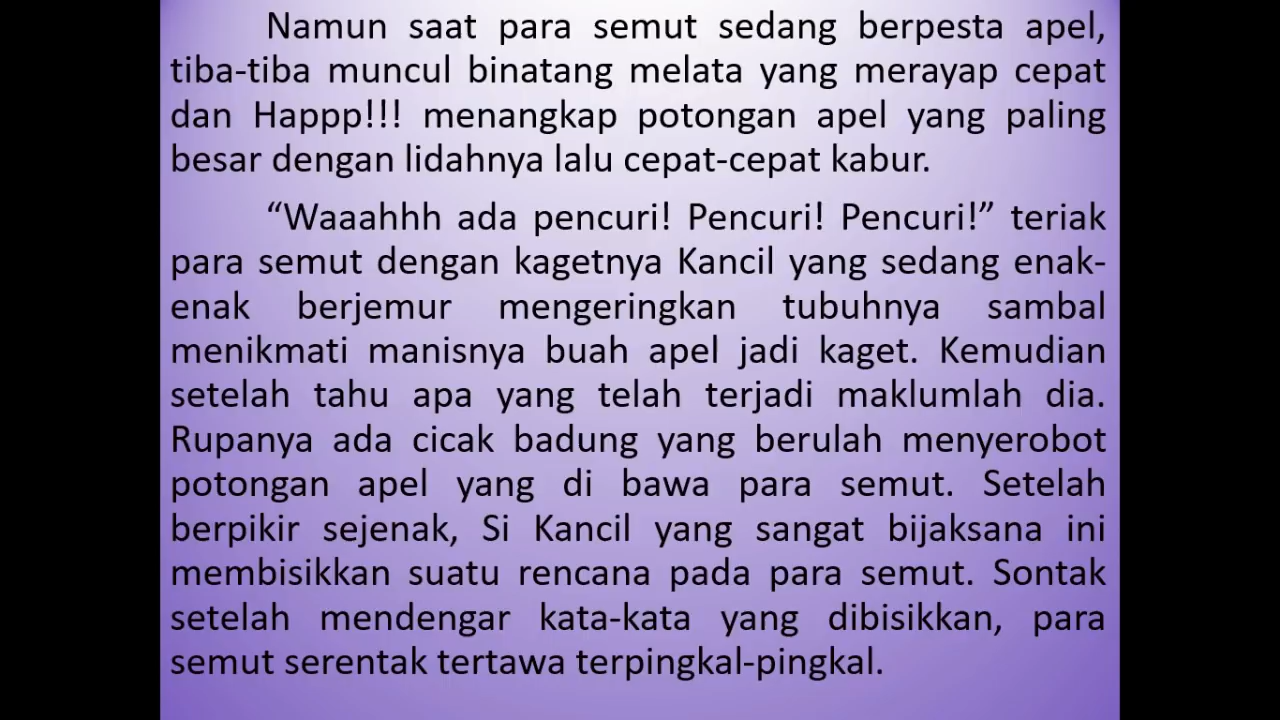 Namun saat para semut sedang berpesta apel,
tiba-tiba muncul binatang melata yang merayap cepat
dan Happp!!! menangkap potongan apel yang paling
besar dengan lidahnya lalu cepat-cepat kabur.
“Waaahhh ada pencuri! Pencuri! Pencuri!” teriak
para semut dengan kagetnya Kancil yang sedang enak-
enak berjemur mengeringkan tubuhnya sambal
menikmati manisnya buah apel jadi kaget. Kemudian
setelah tahu apa yang telah terjadi maklumlah dia.
Rupanya ada cicak badung yang berulah menyerobot
potongan apel yang di bawa para semut. Setelah
berpikir sejenak, Si Kancil yang sangat bijaksana ini
membisikkan suatu rencana pada para semut. Sontak
setelah mendengar kata-kata yang dibisikkan, para
semut serentak tertawa terpingkal-pingkal.